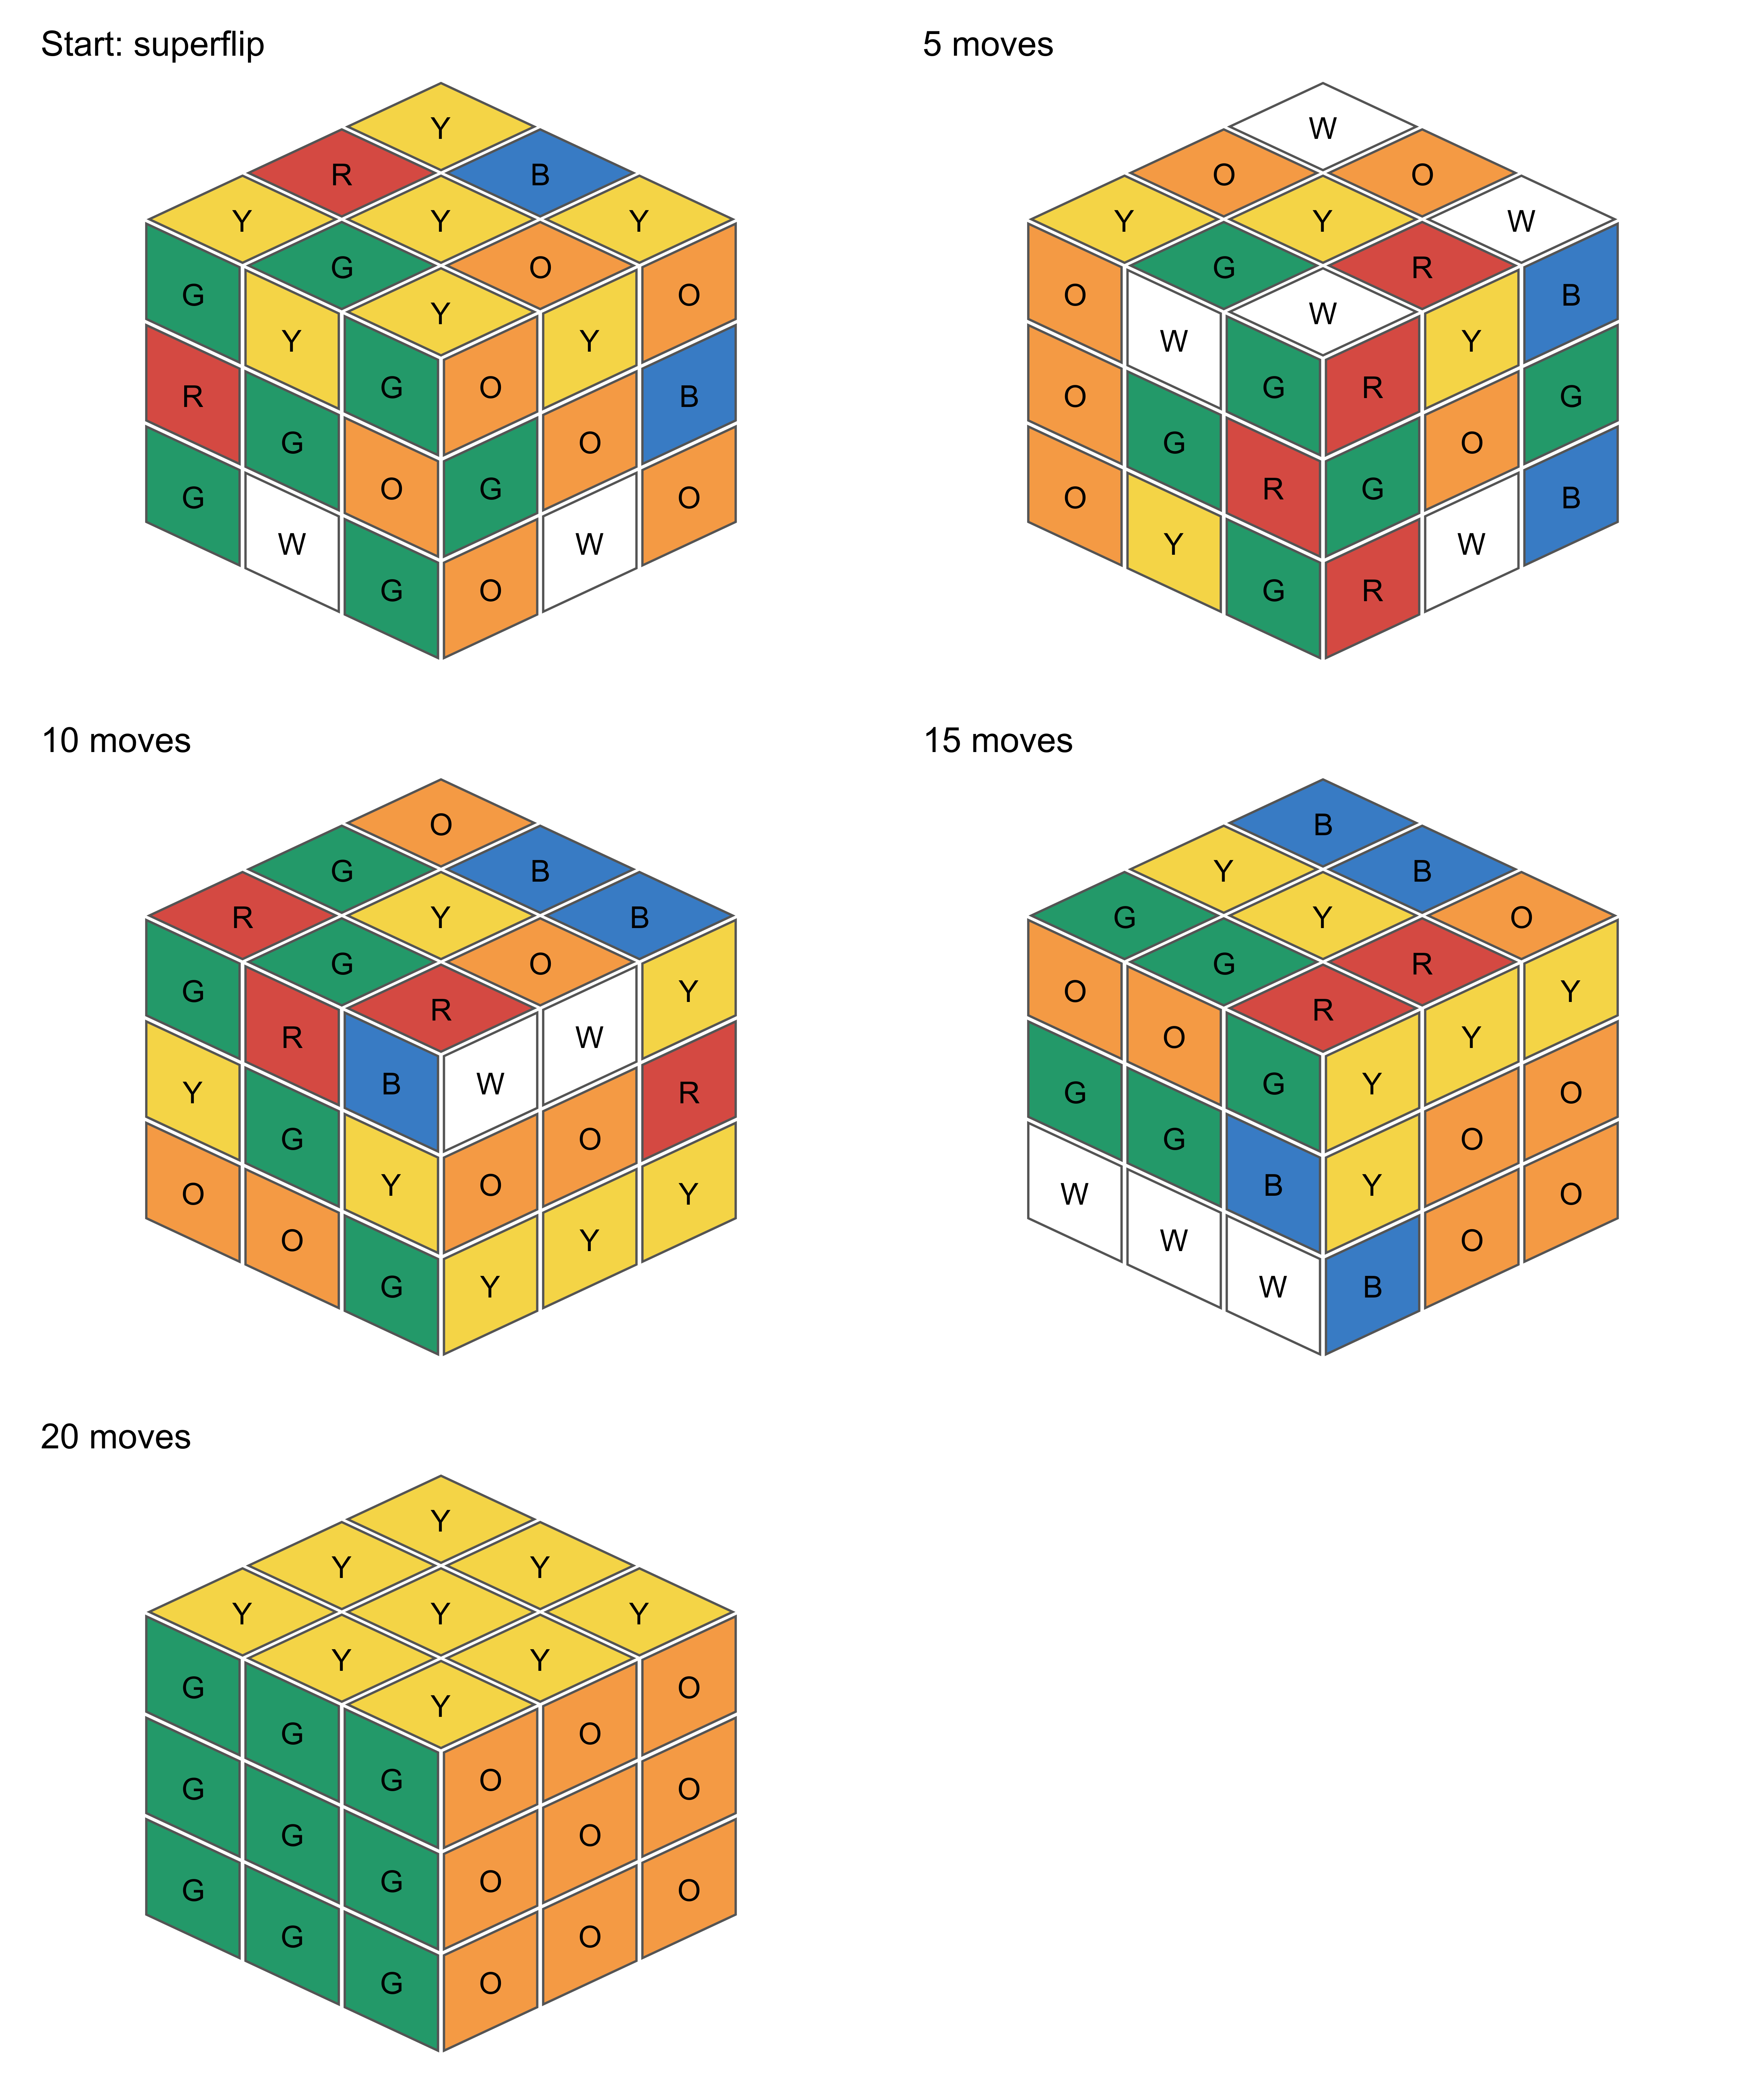 Start: superflip
Y
R B
Y Y Y
G O
G O
Y
Y Y
G O
R B
G O
O G
G O
W W
G O
5 moves
W
O O
Y Y W
G R
O B
W
W Y
G R
O G
G O
R G
O B
Y W
G R
10 moves
O
G B
R Y B
G O
G Y
R
R W
B W
Y R
G O
Y O
O Y
O Y
G Y
15 moves
B
Y B
G Y O
G R
O Y
R
O Y
G Y
G O
G O
B Y
W O
W O
W B
20 moves
Y
Y Y
Y Y Y
Y Y
G O
Y
G O
G O
G O
G O
G O
G O
G O
G O